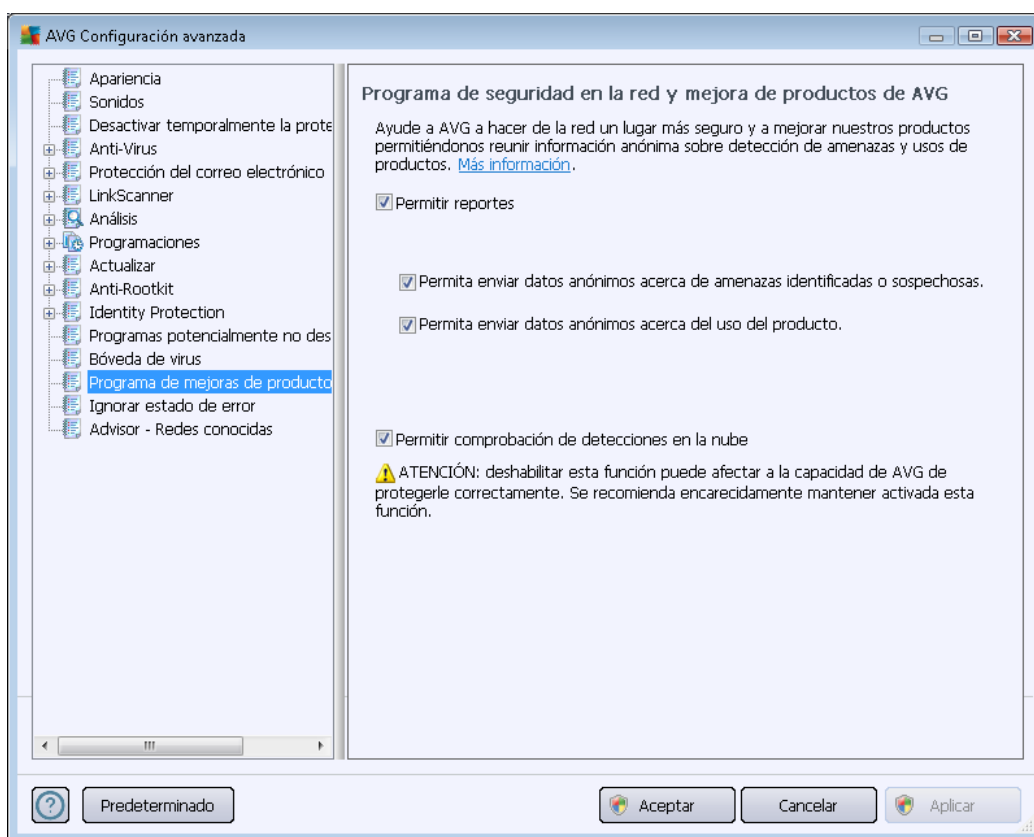 AVG Configuración avanzada
Apariencia
Sonidos
Desactivar temporalmente la prote
Anti-Virus
Protección del correo electrónico
LinkScanner
Análisis
Programaciones
Actualizar
Anti-Rootkit
Identity Protection
Programas potencialmente no des
Bóveda de virus
Programa de mejoras de producto
Ignorar estado de error
Advisor - Redes conocidas
Programa de seguridad en la red y mejora de productos de AVG
Ayude a AVG a hacer de la red un lugar más seguro y a mejorar nuestros productos
permitiéndonos reunir información anónima sobre detección de amenazas y usos de
productos. Más información.
Permitir reportes
Permita enviar datos anónimos acerca de amenazas identificadas o sospechosas.
Permita enviar datos anónimos acerca del uso del producto.
Permitir comprobación de detecciones en la nube
ATENCIÓN: deshabilitar esta función puede afectar a la capacidad de AVG de
protegerle correctamente. Se recomienda encarecidamente mantener activada esta
función.
Predeterminado
Aceptar
Cancelar
Aplicar